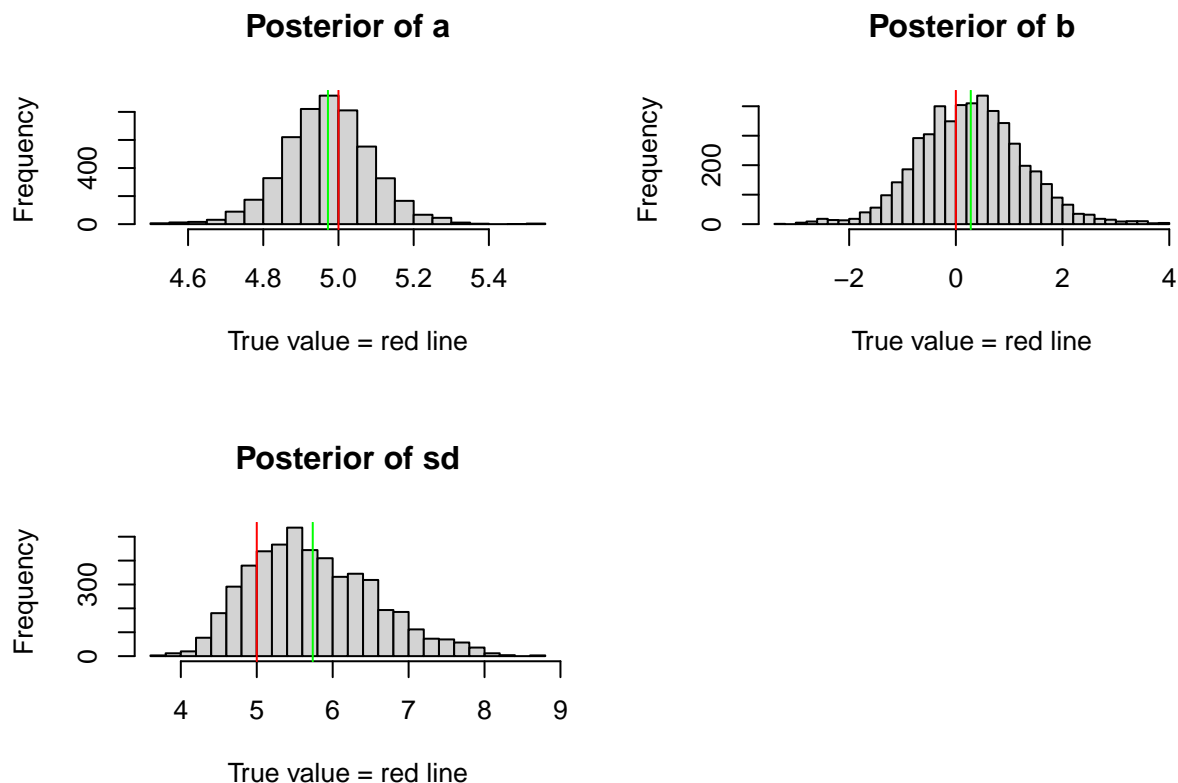 Posterior of a
Frequency
0
400
4.6 4.8 5.0 5.2 5.4
True value = red line
Posterior of b
Frequency
0
200
−2 0 2 4
True value = red line
Posterior of sd
Frequency
0
300
4 5 6 7 8 9
True value = red line